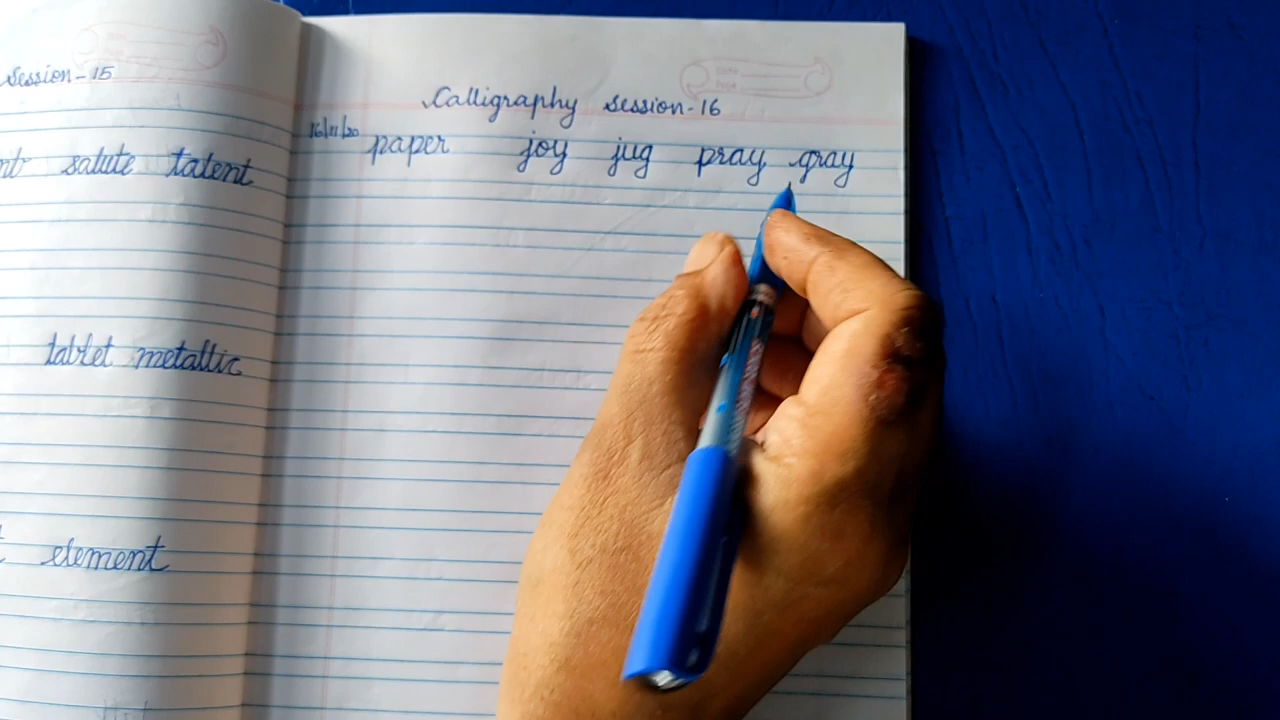 Session-15
salute talent
tablet metallic
element
Calligraphy Session-16
16/11/20 paper joy jug pray gray